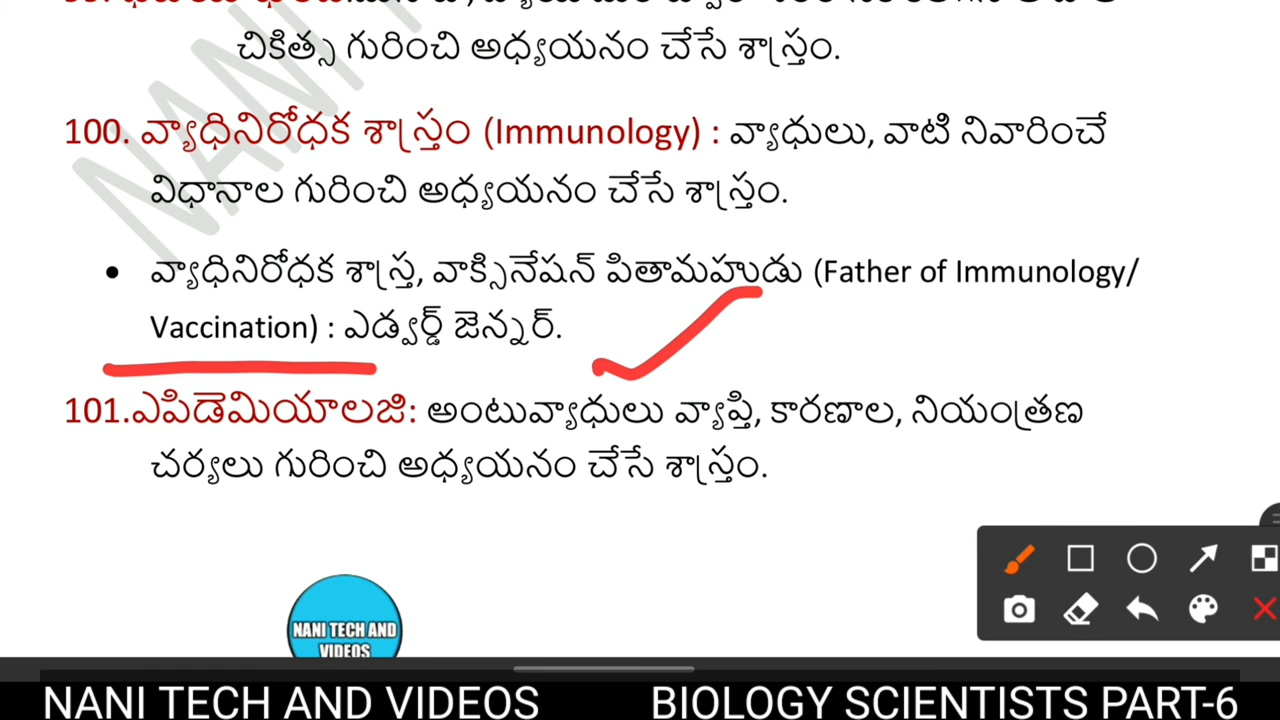 చికిత్స గురించి అధ్యయనం చేసే శాస్త్రం.
100. వ్యాధినిరోధక శాస్త్రం (Immunology) : వ్యాధులు, వాటి నివారించే
విధానాల గురించి అధ్యయనం చేసే శాస్త్రం.
• వ్యాధినిరోధక శాస్త్ర, వాక్సినేషన్ పితామహుడు (Father of Immunology/
Vaccination) : ఎడ్వర్డ్ జెన్నర్.
101.ఎపిడెమియాలజి: అంటువ్యాధులు వ్యాప్తి, కారణాల, నియంత్రణ
చర్యలు గురించి అధ్యయనం చేసే శాస్త్రం.
NANI
NANI TECH AND
VIDEOS
NANI TECH AND VIDEOS BIOLOGY SCIENTISTS PART-6